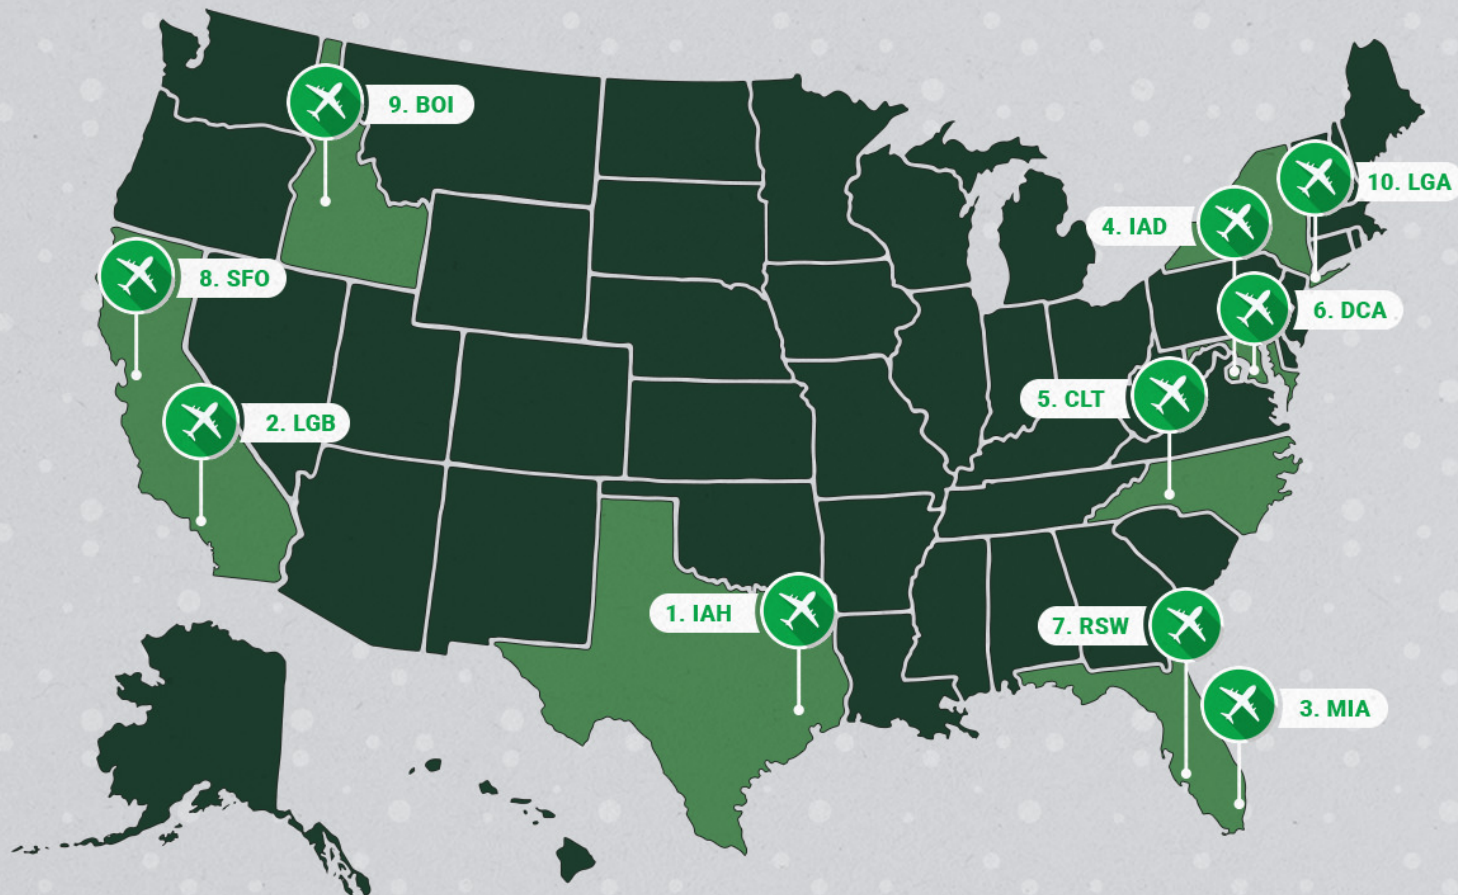 9. BOI
10. LGA
4. IAD
8. SFO
6. DCA
5. CLT
2. LGB
1. IAH
7. RSW
3. MIA